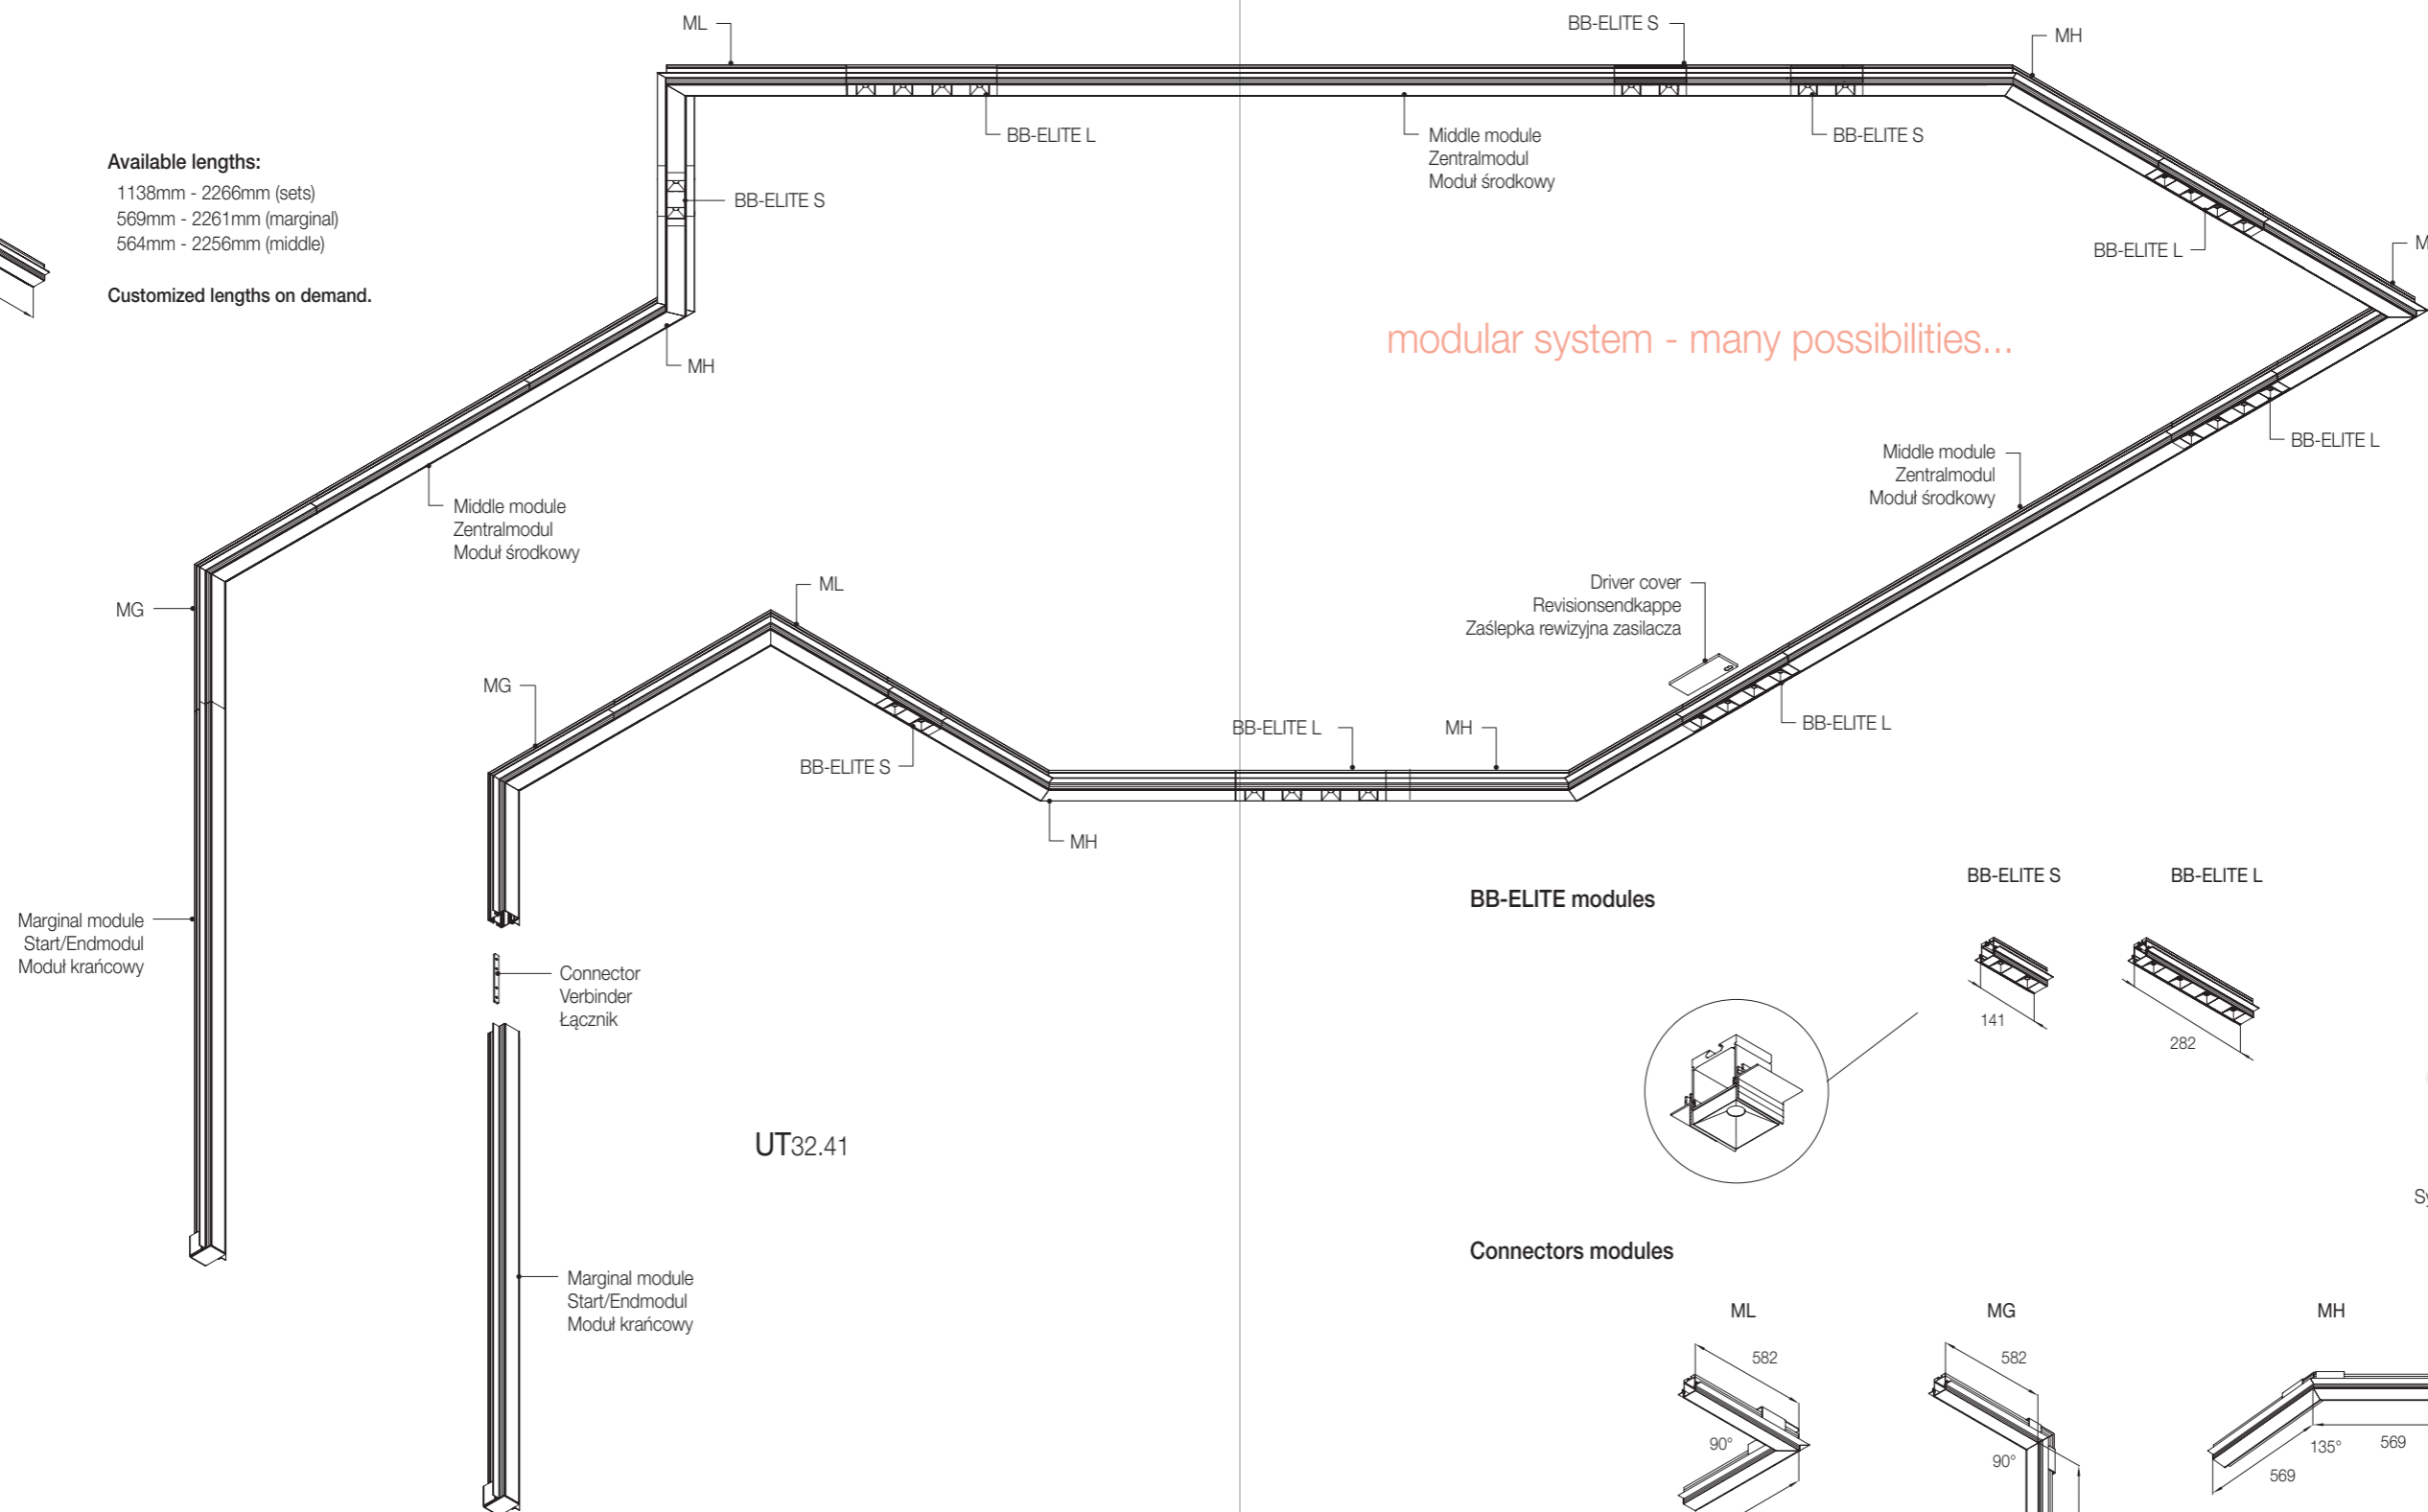 ML
BB-ELITE S
MH
BB-ELITE L
Middle module
Zentralmodul
Moduł środkowy
BB-ELITE S
Available lengths:
1138mm - 2266mm (sets)
569mm - 2261mm (marginal)
564mm - 2256mm (middle)
Customized lengths on demand.
BB-ELITE S
BB-ELITE L
modular system - many possibilities...
MH
BB-ELITE L
Middle module
Zentralmodul
Moduł środkowy
Middle module
Zentralmodul
Moduł środkowy
MG
ML
Driver cover
Revisionsendkappe
Zaślepka rewizyjna zasilacza
MG
BB-ELITE S
BB-ELITE L
MH
BB-ELITE L
MH
Marginal module
Start/Endmodul
Moduł krańcowy
Connector
Verbinder
Łącznik
UT32.41
Marginal module
Start/Endmodul
Moduł krańcowy
BB-ELITE modules
BB-ELITE S
BB-ELITE L
141
282
Connectors modules
ML
MG
MH
582
90°
582
90°
135°
569
569